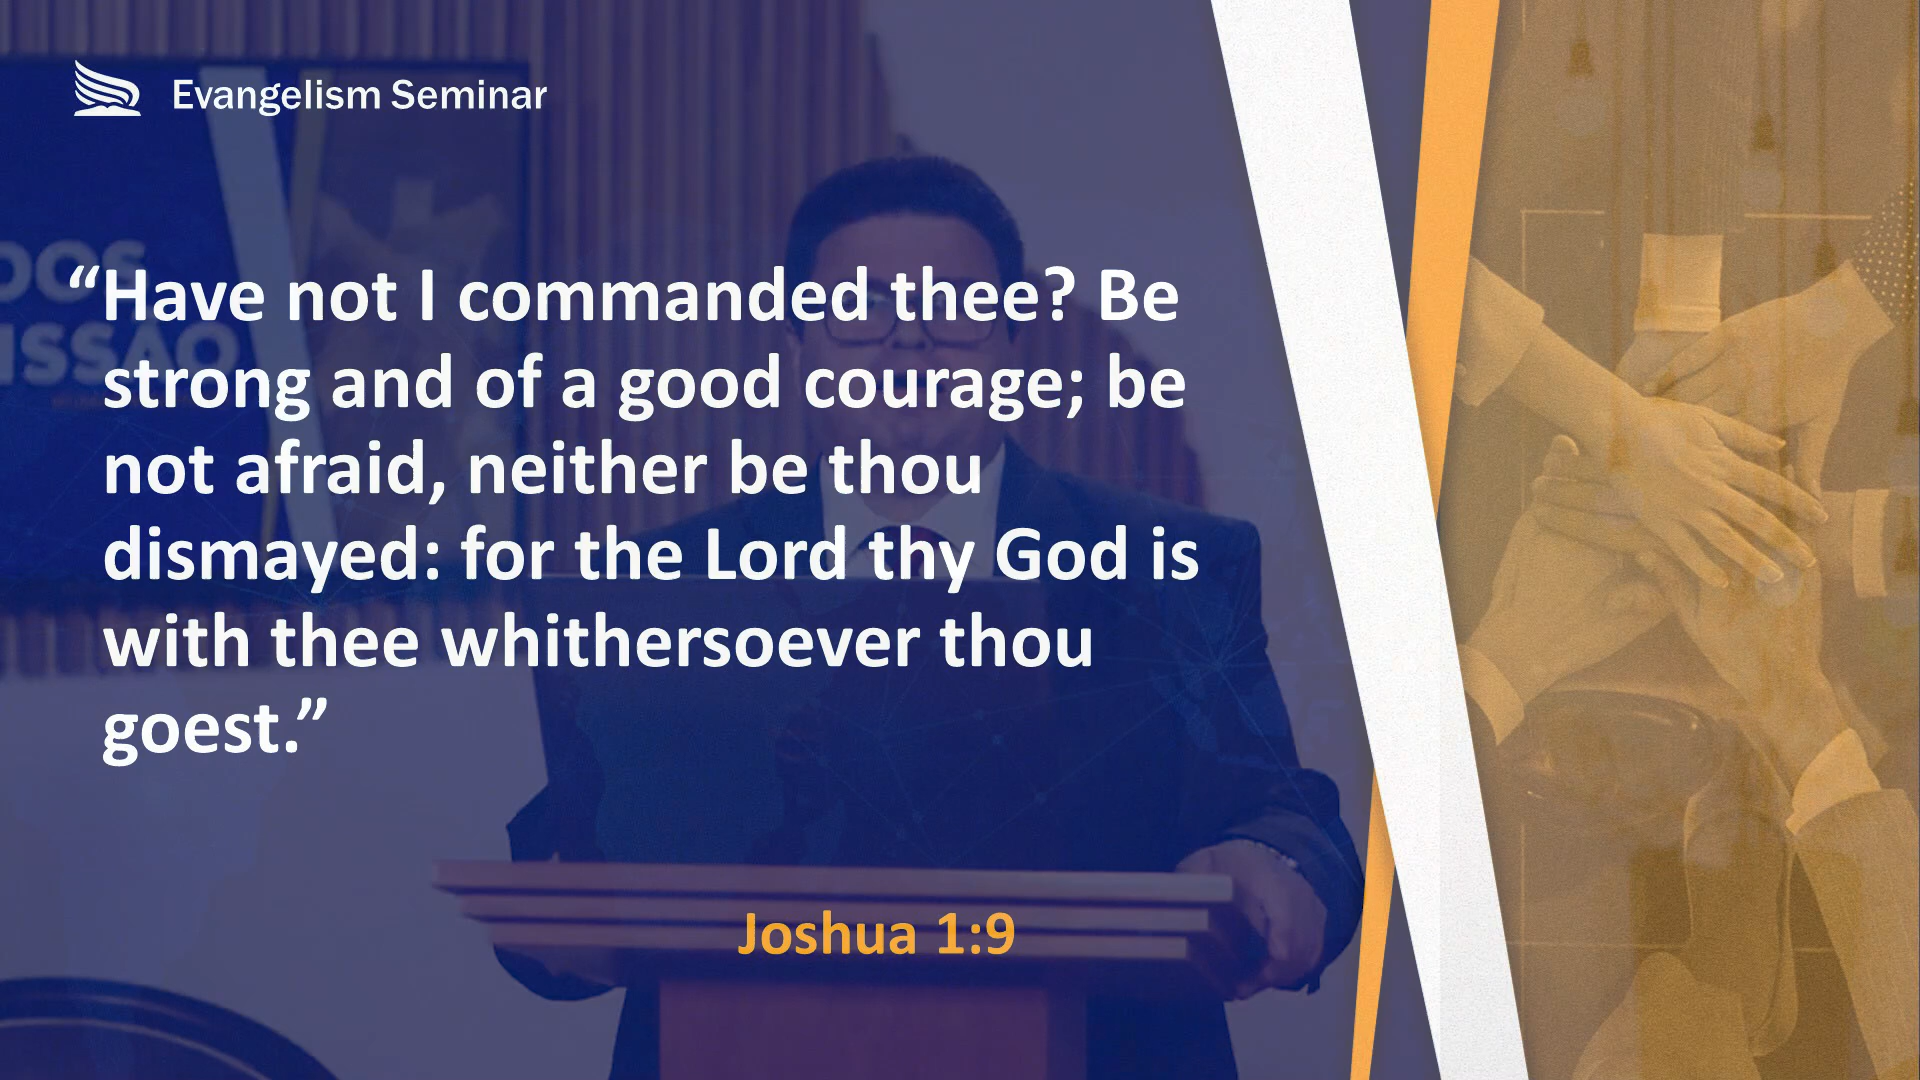 Evangelism Seminar
“Have not I commanded thee? Be
strong and of a good courage; be
not afraid, neither be thou
dismayed: for the Lord thy God is
with thee whithersoever thou
goest.”
Joshua 1:9